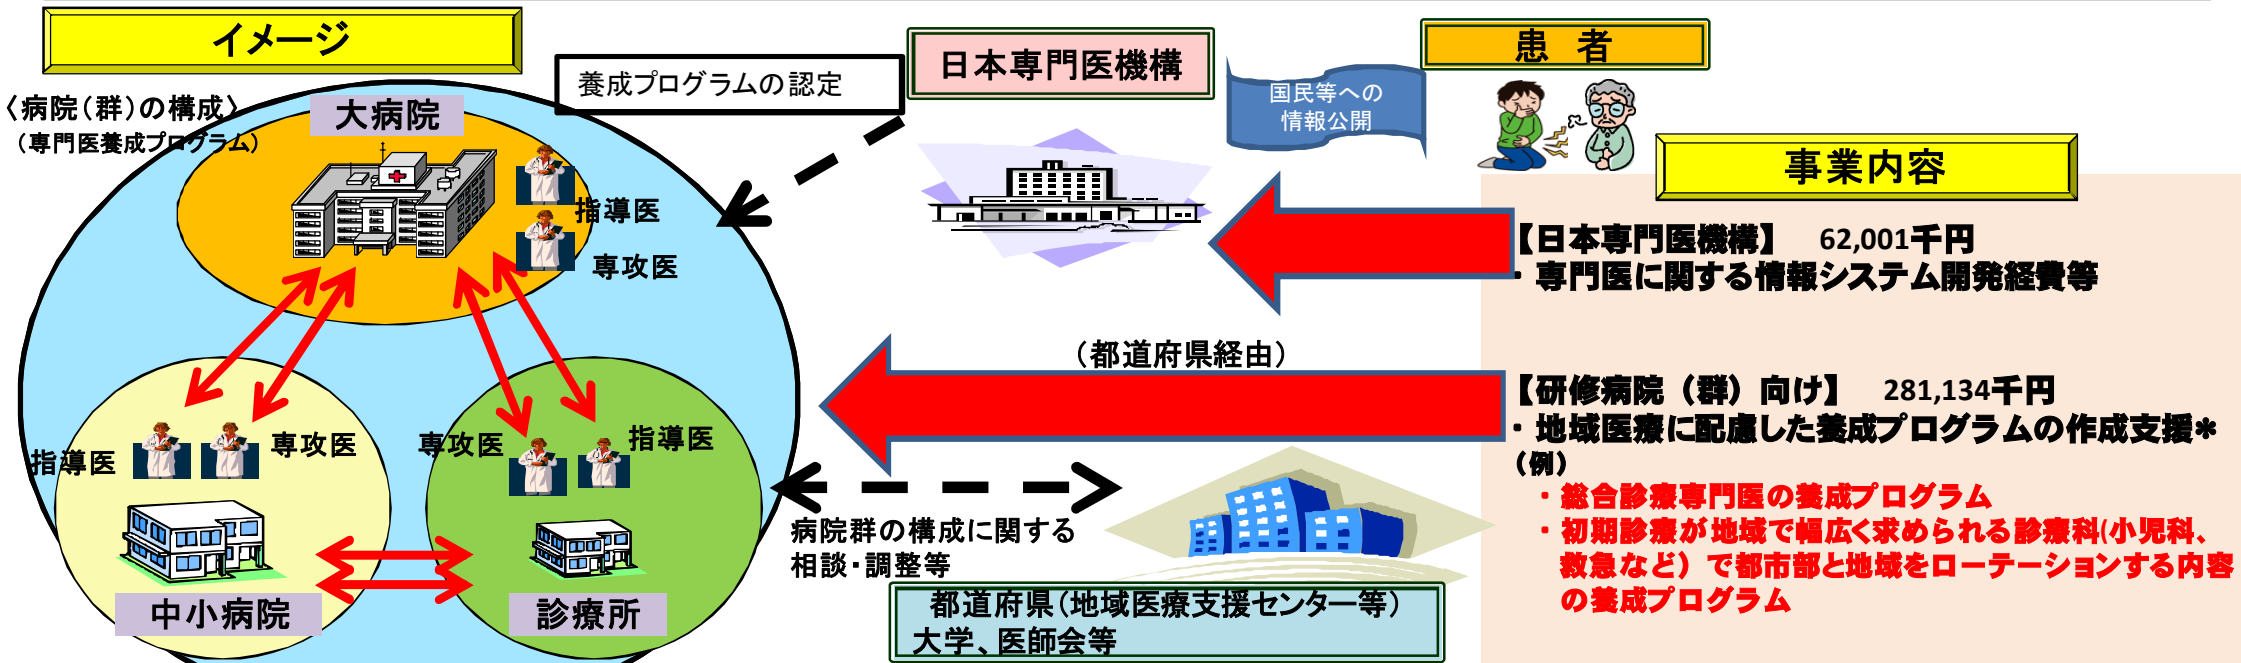 イメージ
〈病院(群)の構成〉
(専門医養成プログラム)
大病院
指導医
専攻医
指導医
専攻医
中小病院
専攻医
指導医
診療所
養成プログラムの認定
日本専門医機構
国民等への
情報公開
患 者
(都道府県経由)
病院群の構成に関する
相談・調整等
都道府県(地域医療支援センター等)
大学、医師会等
事業内容
【日本専門医機構】 62,001千円
・専門医に関する情報システム開発経費等
【研修病院(群)向け】 281,134千円
・地域医療に配慮した養成プログラムの作成支援＊
(例)
・総合診療専門医の養成プログラム
・初期診療が地域で幅広く求められる診療科(小児科、
救急など)で都市部と地域をローテーションする内容
の養成プログラム